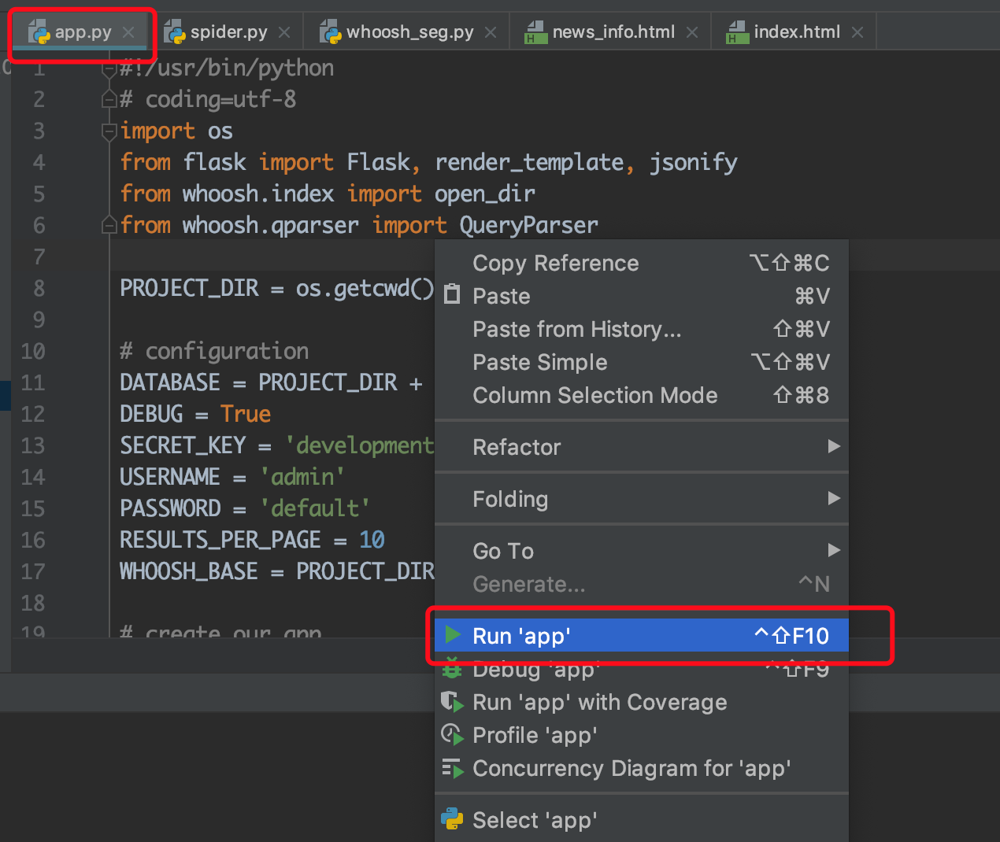 app.py spider.py whoosh_seg.py news_info.html index.html
1 #!/usr/bin/python
2 # coding=utf-8
3 import os
4 from flask import Flask, render_template, jsonify
5 from whoosh.index import open_dir
6 from whoosh.qparser import QueryParser
7
8 PROJECT_DIR = os.getcwd()
9
10 # configuration
11 DATABASE = PROJECT_DIR +
12 DEBUG = True
13 SECRET_KEY = 'development
14 USERNAME = 'admin'
15 PASSWORD = 'default'
16 RESULTS_PER_PAGE = 10
17 WHOOSH_BASE = PROJECT_DIR
18
19 # create our app
Copy Reference ⌥⇧⌘C
Paste ⌘V
Paste from History... ⇧⌘V
Paste Simple ⌥⇧⌘V
Column Selection Mode ⇧⌘8
Refactor
Folding
Go To
Generate... ^N
Run 'app' ^⇧F10
Debug 'app' ^⇧F9
Run 'app' with Coverage
Profile 'app'
Concurrency Diagram for 'app'
Select 'app'